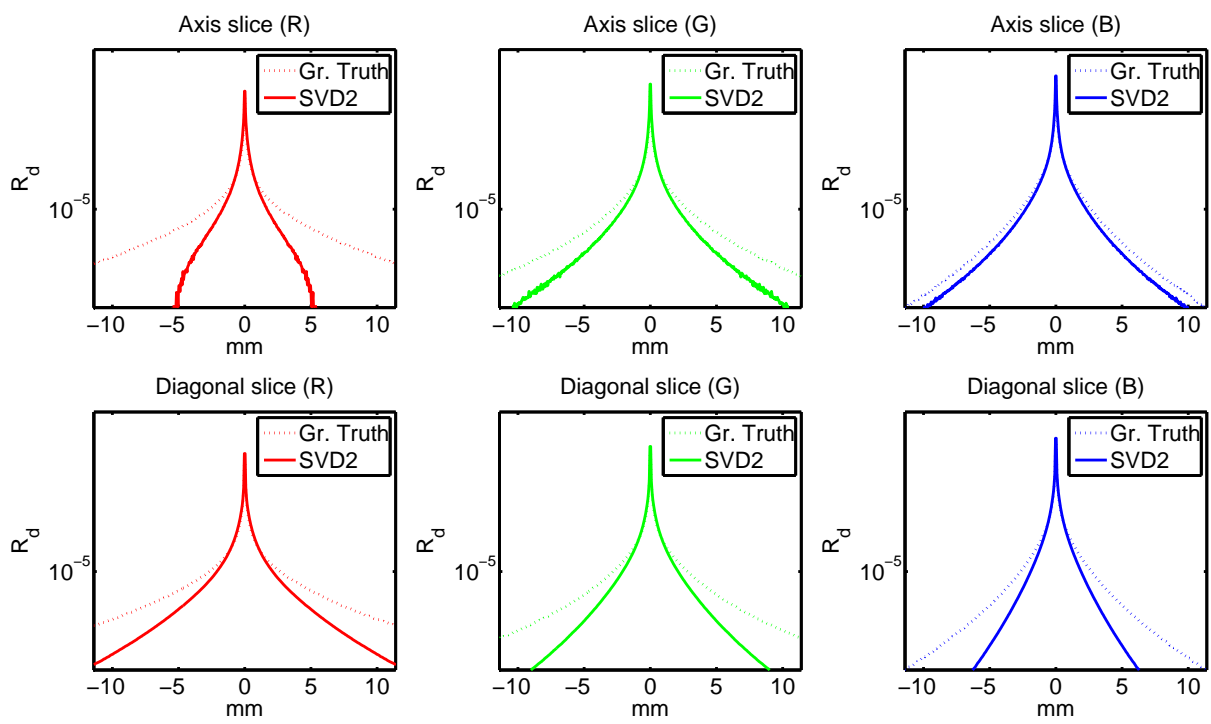 Axis slice (R)
Gr. Truth
SVD2
R_d
10^-5
−10 −5 0 5 10
mm
Axis slice (G)
Gr. Truth
SVD2
R_d
10^-5
−10 −5 0 5 10
mm
Axis slice (B)
Gr. Truth
SVD2
R_d
10^-5
−10 −5 0 5 10
mm
Diagonal slice (R)
Gr. Truth
SVD2
R_d
10^-5
−10 −5 0 5 10
mm
Diagonal slice (G)
Gr. Truth
SVD2
R_d
10^-5
−10 −5 0 5 10
mm
Diagonal slice (B)
Gr. Truth
SVD2
R_d
10^-5
−10 −5 0 5 10
mm